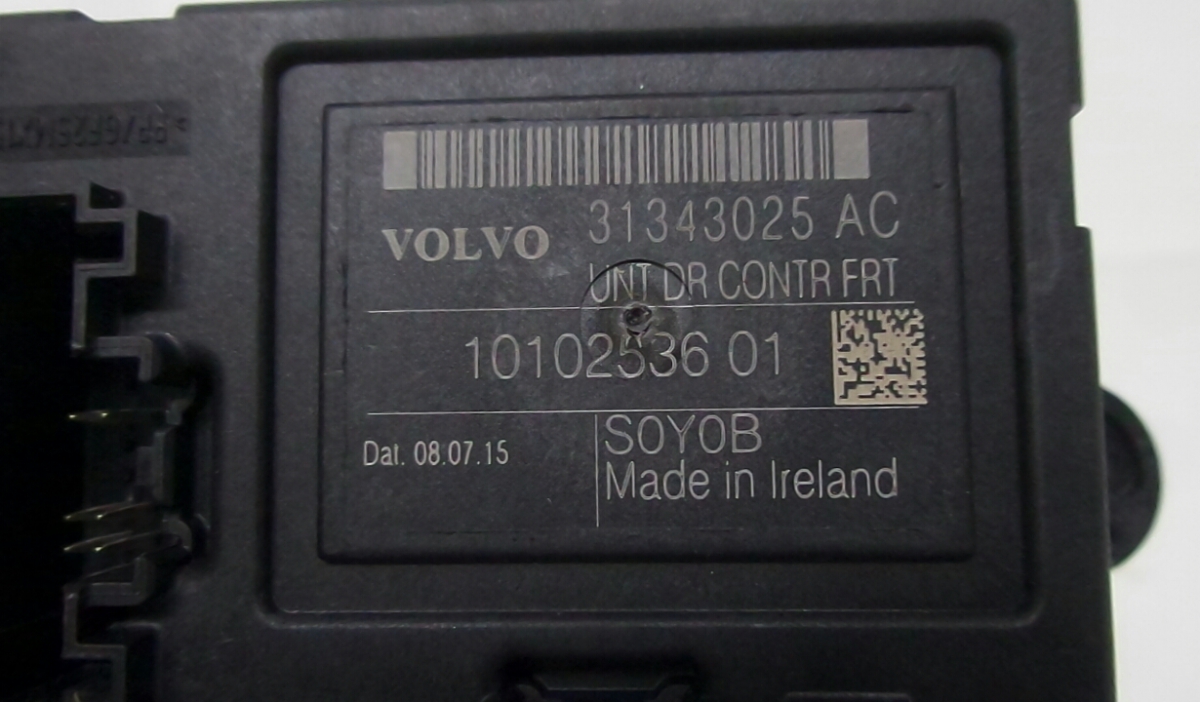 VOLVO 31343025 AC
UNT DR CONTR FRT
10102536 01
Dat. 08.07.15
S0Y0B
Made in Ireland